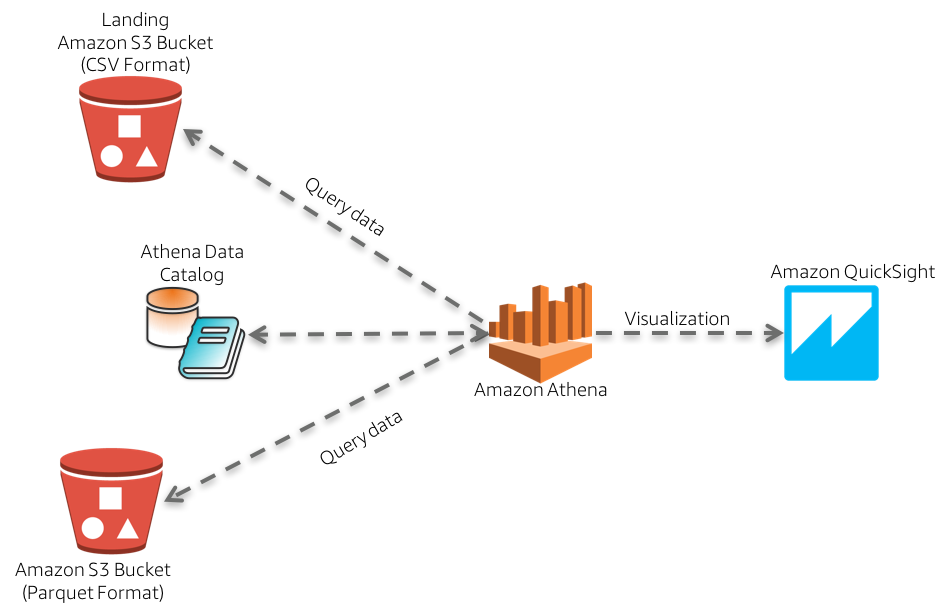 Landing
Amazon S3 Bucket
(CSV Format)
Query data
Athena Data
Catalog
Amazon QuickSight
Visualization
Amazon Athena
Query data
Amazon S3 Bucket
(Parquet Format)